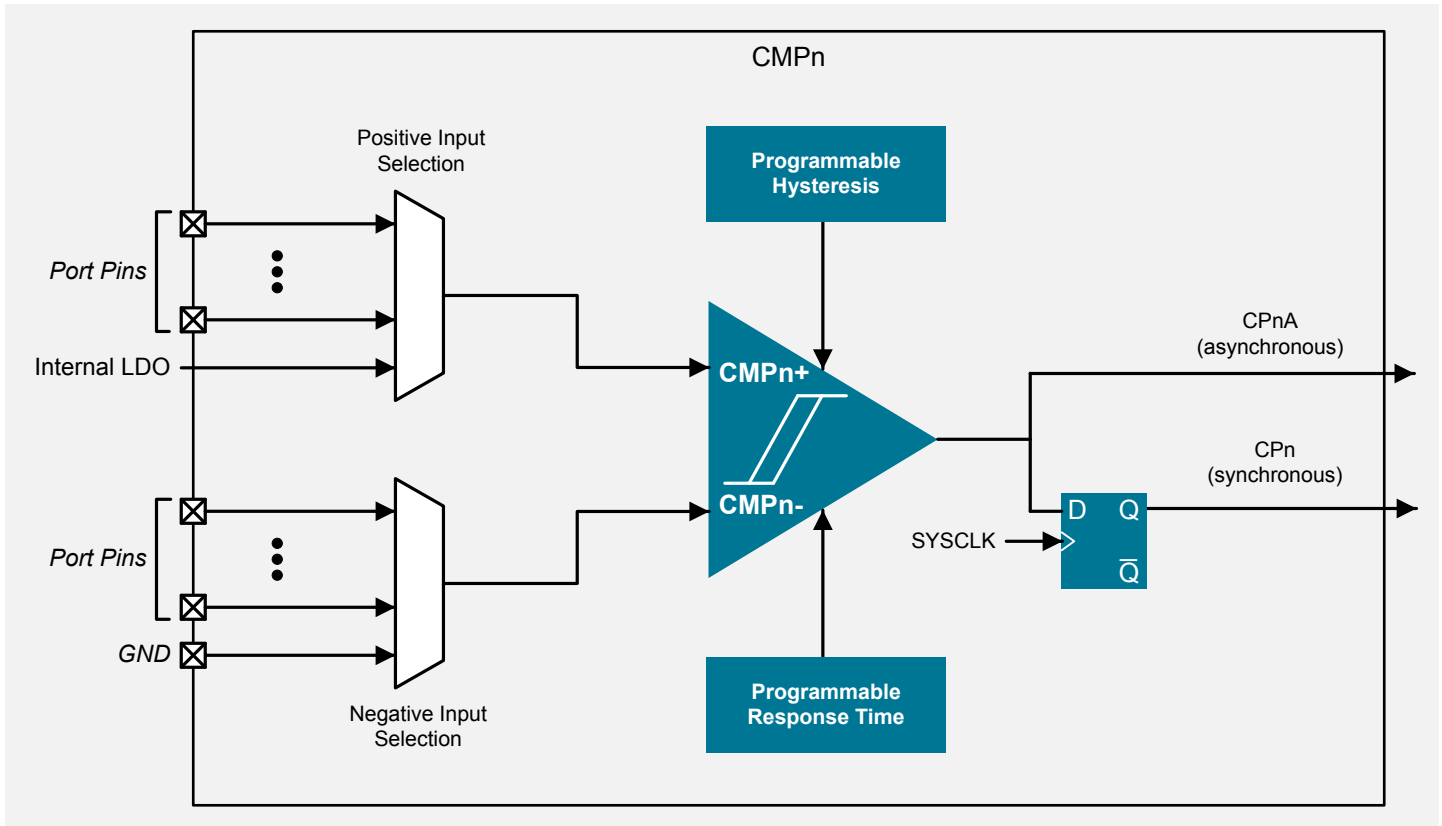 CMPn
Positive Input
Selection
Programmable
Hysteresis
Port Pins
Internal LDO
CMPn+
CPnA
(asynchronous)
CPn
(synchronous)
Port Pins
CMPn-
D Q
SYSCLK
Q̅
GND
Negative Input
Selection
Programmable
Response Time